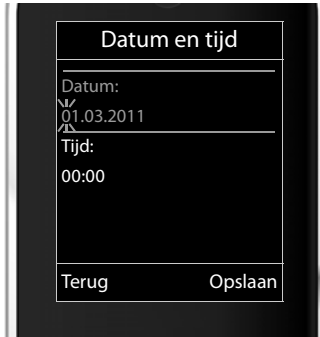 Datum en tijd
Datum:
01.03.2011
Tijd:
00:00
Terug Opslaan